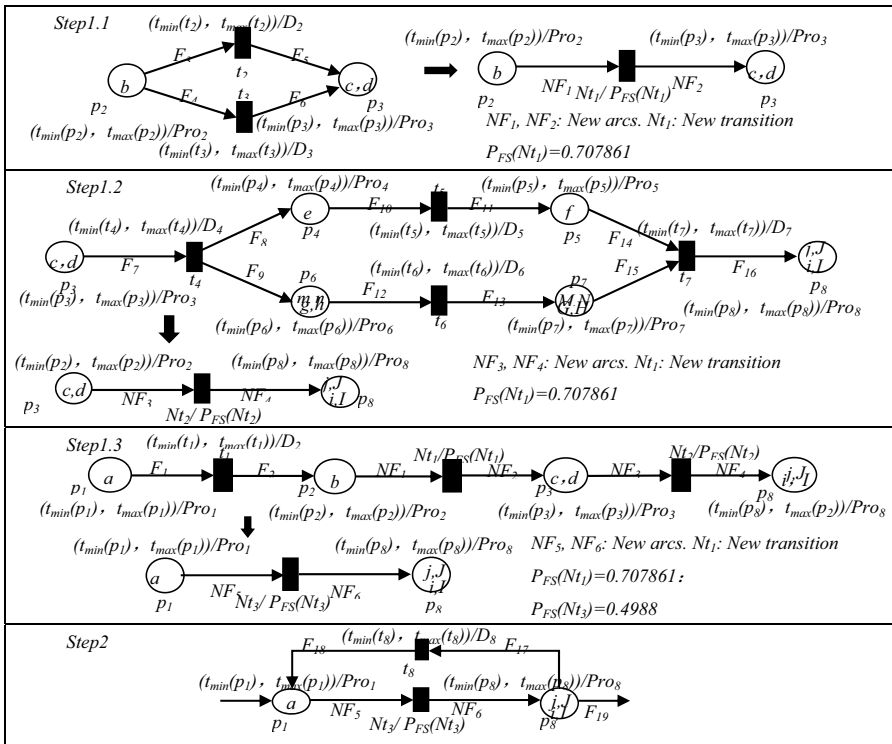 Step1.1
(tmin(t2), tmax(t2))/D2
F3
t2
F5
b
p2
F4
t3
F6
c,d
p3
(tmin(p2), tmax(p2))/Pro2
(tmin(p3), tmax(p3))/Pro3
(tmin(t3), tmax(t3))/D3
(tmin(p2), tmax(p2))/Pro2
(tmin(p3), tmax(p3))/Pro3
b
p2
NF1
Nt1/ PFS(Nt1)
NF2
c,d
p3
NF1, NF2: New arcs. Nt1: New transition
PFS(Nt1)=0.707861
Step1.2
(tmin(p4), tmax(p4))/Pro4
(tmin(p5), tmax(p5))/Pro5
e
p4
F10
t5
F11
f
p5
(tmin(t4), tmax(t4))/D4
(tmin(t5), tmax(t5))/D5
(tmin(t7), tmax(t7))/D7
c,d
p3
F7
t4
F8
F9
F14
F15
t7
F16
j,J
i,I
p8
(tmin(t6), tmax(t6))/D6
p6
m,n
g,h
F12
t6
F13
p7
M,N
G,H
(tmin(p3), tmax(p3))/Pro3
(tmin(p6), tmax(p6))/Pro6
(tmin(p7), tmax(p7))/Pro7
(tmin(p8), tmax(p8))/Pro8
(tmin(p2), tmax(p2))/Pro2
(tmin(p8), tmax(p8))/Pro8
p3
c,d
NF3
Nt2/ PFS(Nt2)
NF4
j,J
i,I
p8
NF3, NF4: New arcs. Nt1: New transition
PFS(Nt1)=0.707861
Step1.3
(tmin(t1), tmax(t1))/D2
p1
a
F1
t1
F2
p2
b
NF1
Nt1/PFS(Nt1)
NF2
p3
c,d
NF3
Nt2/PFS(Nt2)
NF4
p8
j,J
i,I
(tmin(p1), tmax(p1))/Pro1
(tmin(p2), tmax(p2))/Pro2
(tmin(p3), tmax(p3))/Pro3
(tmin(p8), tmax(p2))/Pro8
(tmin(p1), tmax(p1))/Pro1
(tmin(p8), tmax(p8))/Pro8
a
p1
NF5
Nt3/ PFS(Nt3)
NF6
j,J
i,I
p8
NF5, NF6: New arcs. Nt1: New transition
PFS(Nt1)=0.707861:
PFS(Nt3)=0.4988
Step2
(tmin(t8), tmax(t8))/D8
F18
t8
F17
(tmin(p1), tmax(p1))/Pro1
(tmin(p8), tmax(p8))/Pro8
a
p1
NF5
Nt3/ PFS(Nt3)
NF6
j,J
i,I
p8
F19